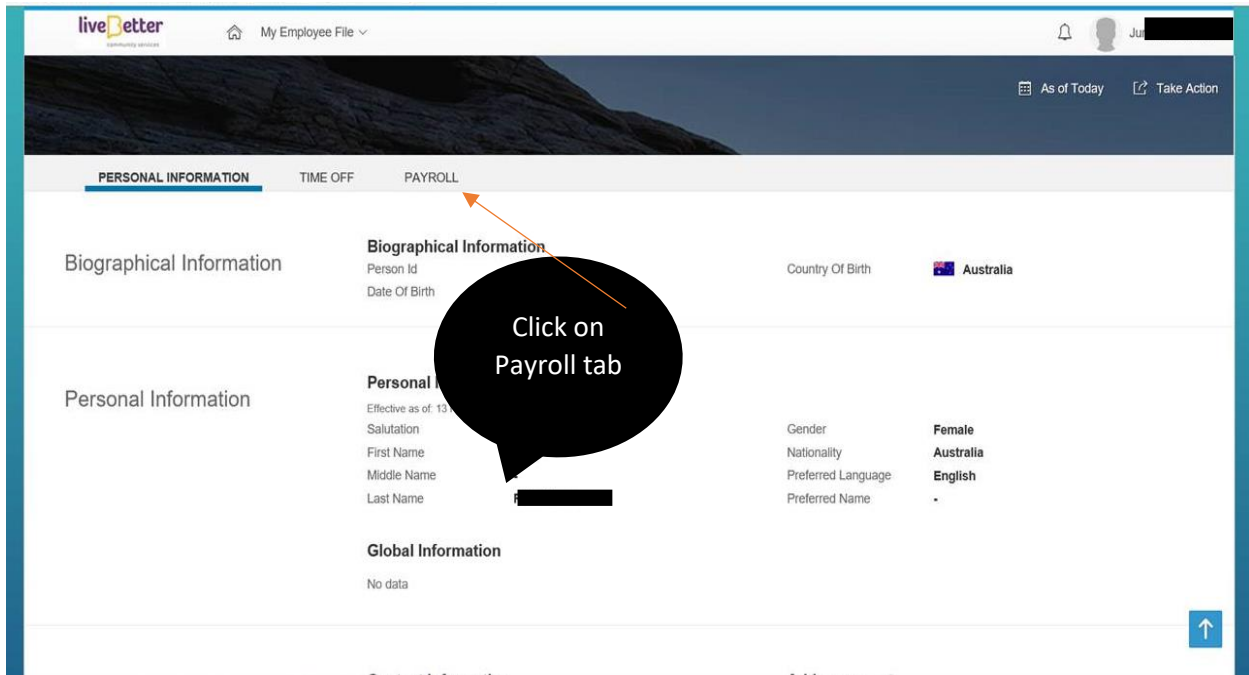 liveBetter
community services
My Employee File
As of Today
Take Action
PERSONAL INFORMATION
TIME OFF
PAYROLL
Biographical Information
Biographical Information
Person Id
Country Of Birth
Australia
Date Of Birth
Click on
Payroll tab
Personal Information
Personal
Effective as of: 13
Salutation
Gender
Female
First Name
Nationality
Australia
Middle Name
Preferred Language
English
Last Name
Preferred Name
-
Global Information
No data